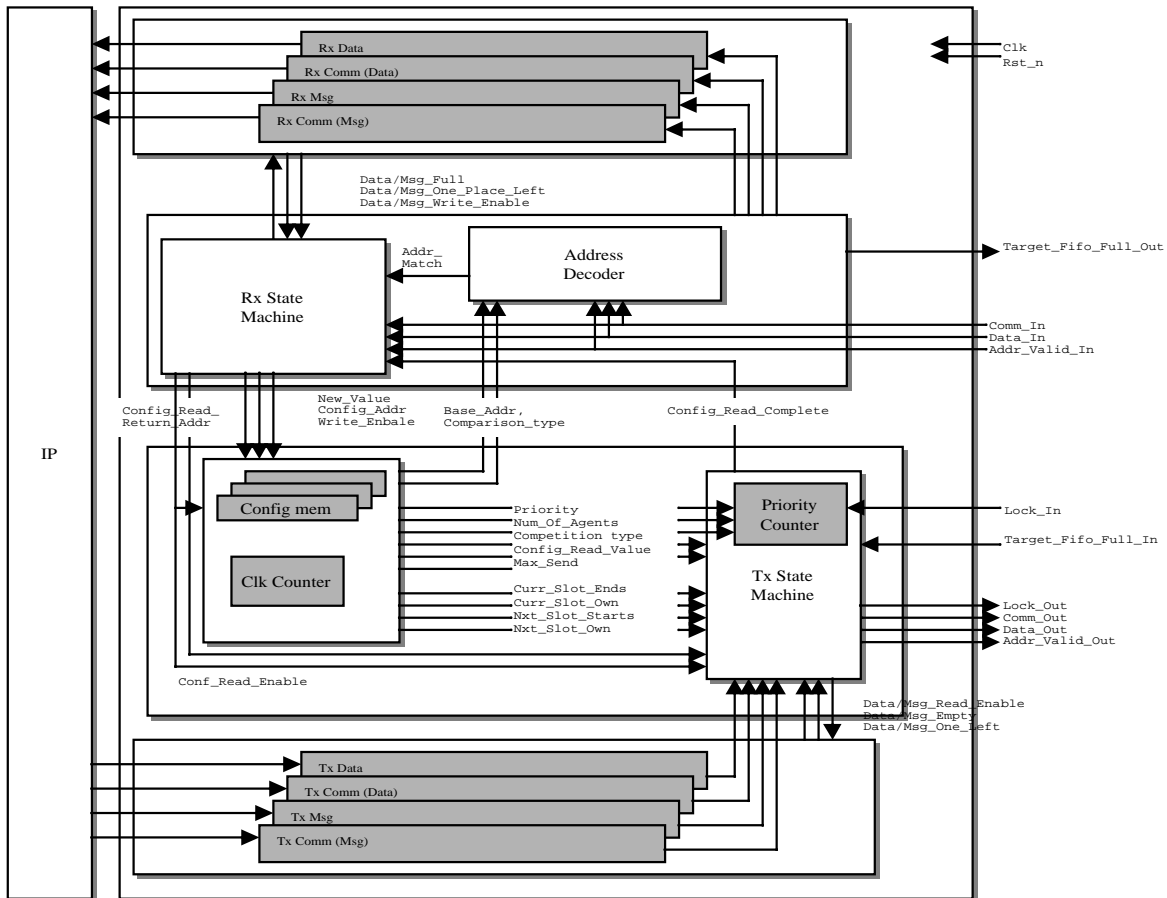 Rx Data
Rx Comm (Data)
Rx Msg
Rx Comm (Msg)
Clk
Rst_n
Data/Msg_Full
Data/Msg_One_Place_Left
Data/Msg_Write_Enable
Addr_
Match
Address
Decoder
Rx State
Machine
Target_Fifo_Full_Out
Comm_In
Data_In
Addr_Valid_In
Config_Read_
Return_Addr
New_Value
Config_Addr
Write_Enbale
Base_Addr,
Comparison_type
Config_Read_Complete
IP
Config mem
Clk Counter
Priority
Num_Of_Agents
Competition type
Config_Read_Value
Max_Send
Curr_Slot_Ends
Curr_Slot_Own
Nxt_Slot_Starts
Nxt_Slot_Own
Priority
Counter
Tx State
Machine
Lock_In
Target_Fifo_Full_In
Lock_Out
Comm_Out
Data_Out
Addr_Valid_Out
Conf_Read_Enable
Data/Msg_Read_Enable
Data/Msg_Empty
Data/Msg_One_Left
Tx Data
Tx Comm (Data)
Tx Msg
Tx Comm (Msg)